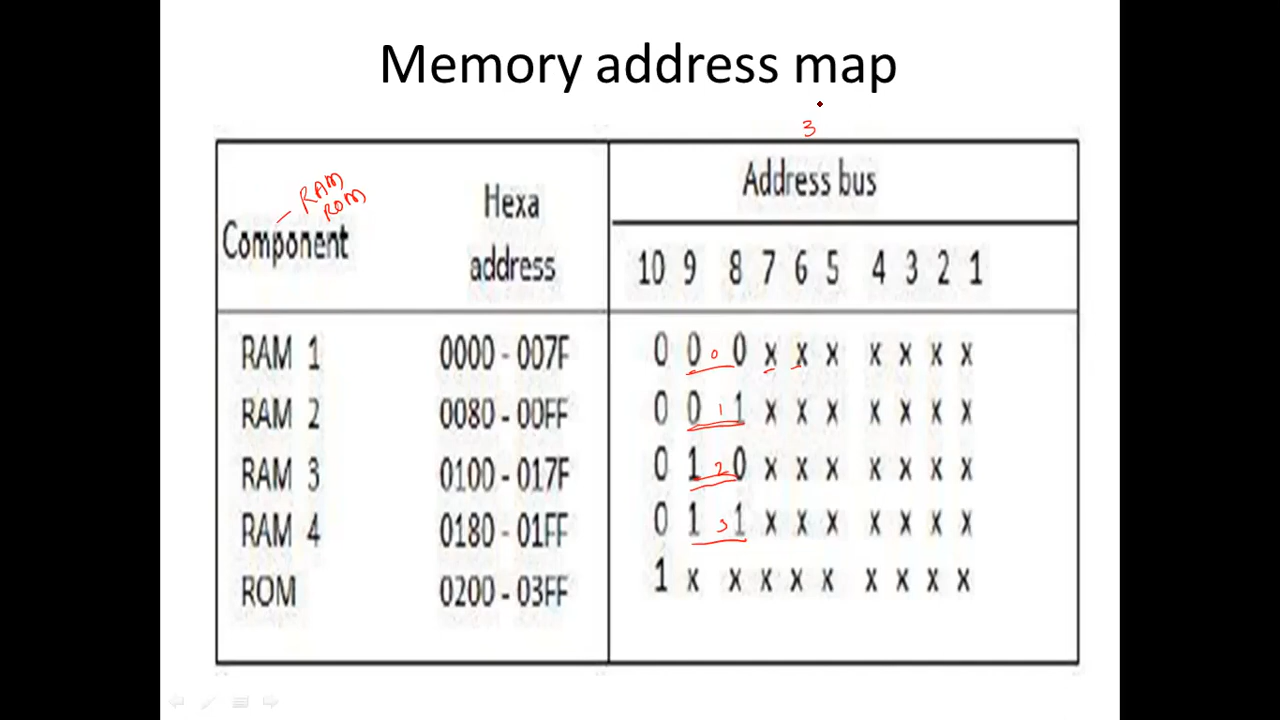 Memory address map
3
Address bus
- RAM
ROM
Component
Hexa
address
10 9 8 7 6 5 4 3 2 1
RAM 1 0000 - 007F 0 0 0 0 x x x x x x x
RAM 2 0080 - 00FF 0 0 1 1 x x x x x x x
RAM 3 0100 - 017F 0 1 2 0 x x x x x x x
RAM 4 0180 - 01FF 0 1 3 1 x x x x x x x
ROM 0200 - 03FF 1 x x x x x x x x x